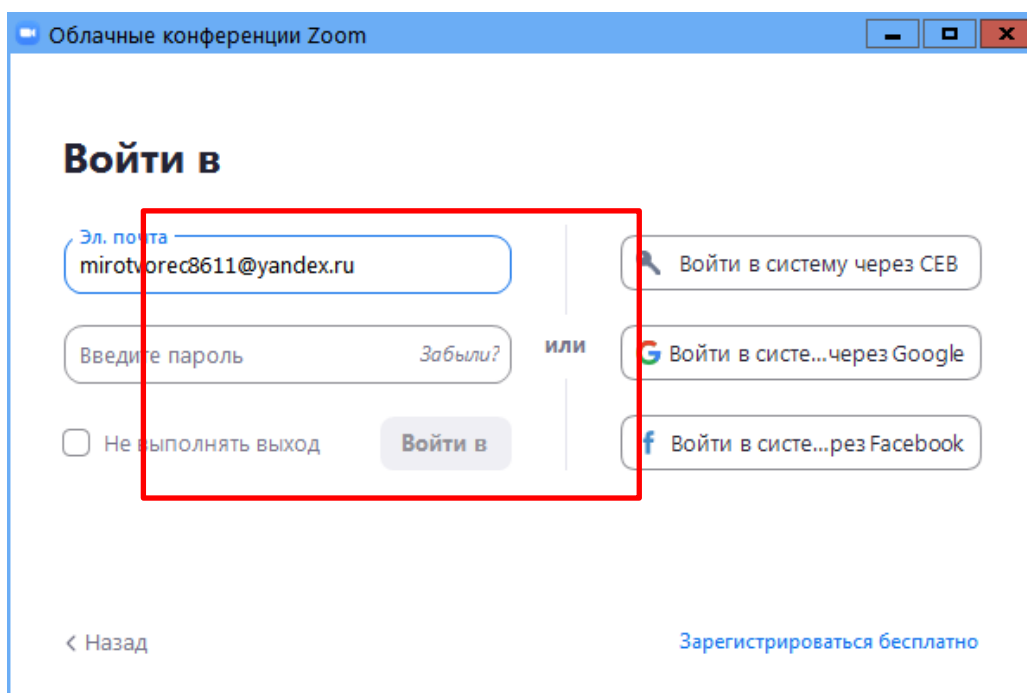 Облачные конференции Zoom
Войти в
Эл. почта
mirotvorec8611@yandex.ru
Введите пароль
Забыли?
Не выполнять выход
Войти в
или
Войти в систему через СЕВ
Войти в систе...через Google
Войти в систе...рез Facebook
Назад
Зарегистрироваться бесплатно